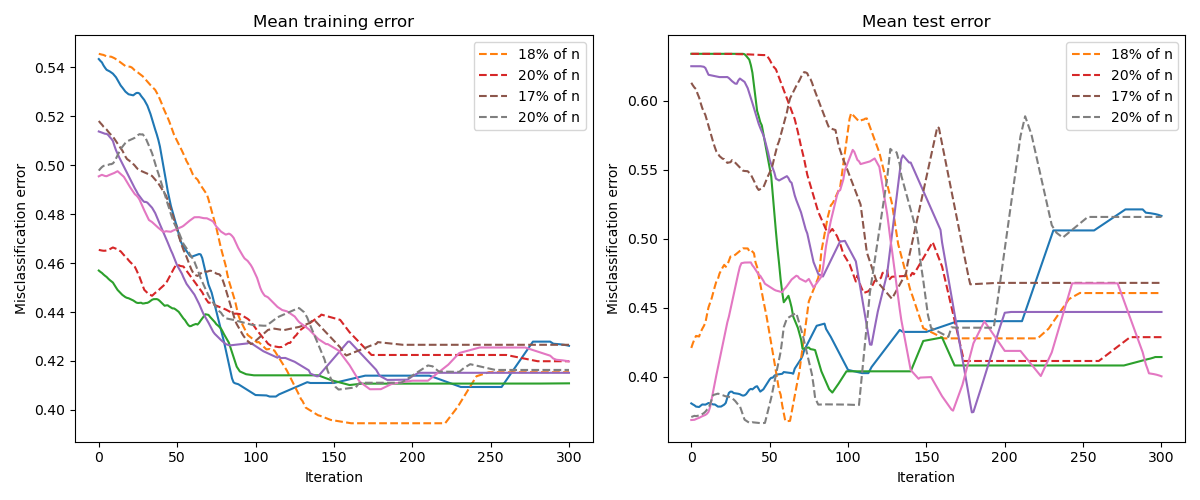 Mean training error
Misclassification error
0.54
0.52
0.50
0.48
0.46
0.44
0.42
0.40
18% of n
20% of n
17% of n
20% of n
0 50 100 150 200 250 300
Iteration
Mean test error
Misclassification error
0.60
0.55
0.50
0.45
0.40
18% of n
20% of n
17% of n
20% of n
0 50 100 150 200 250 300
Iteration